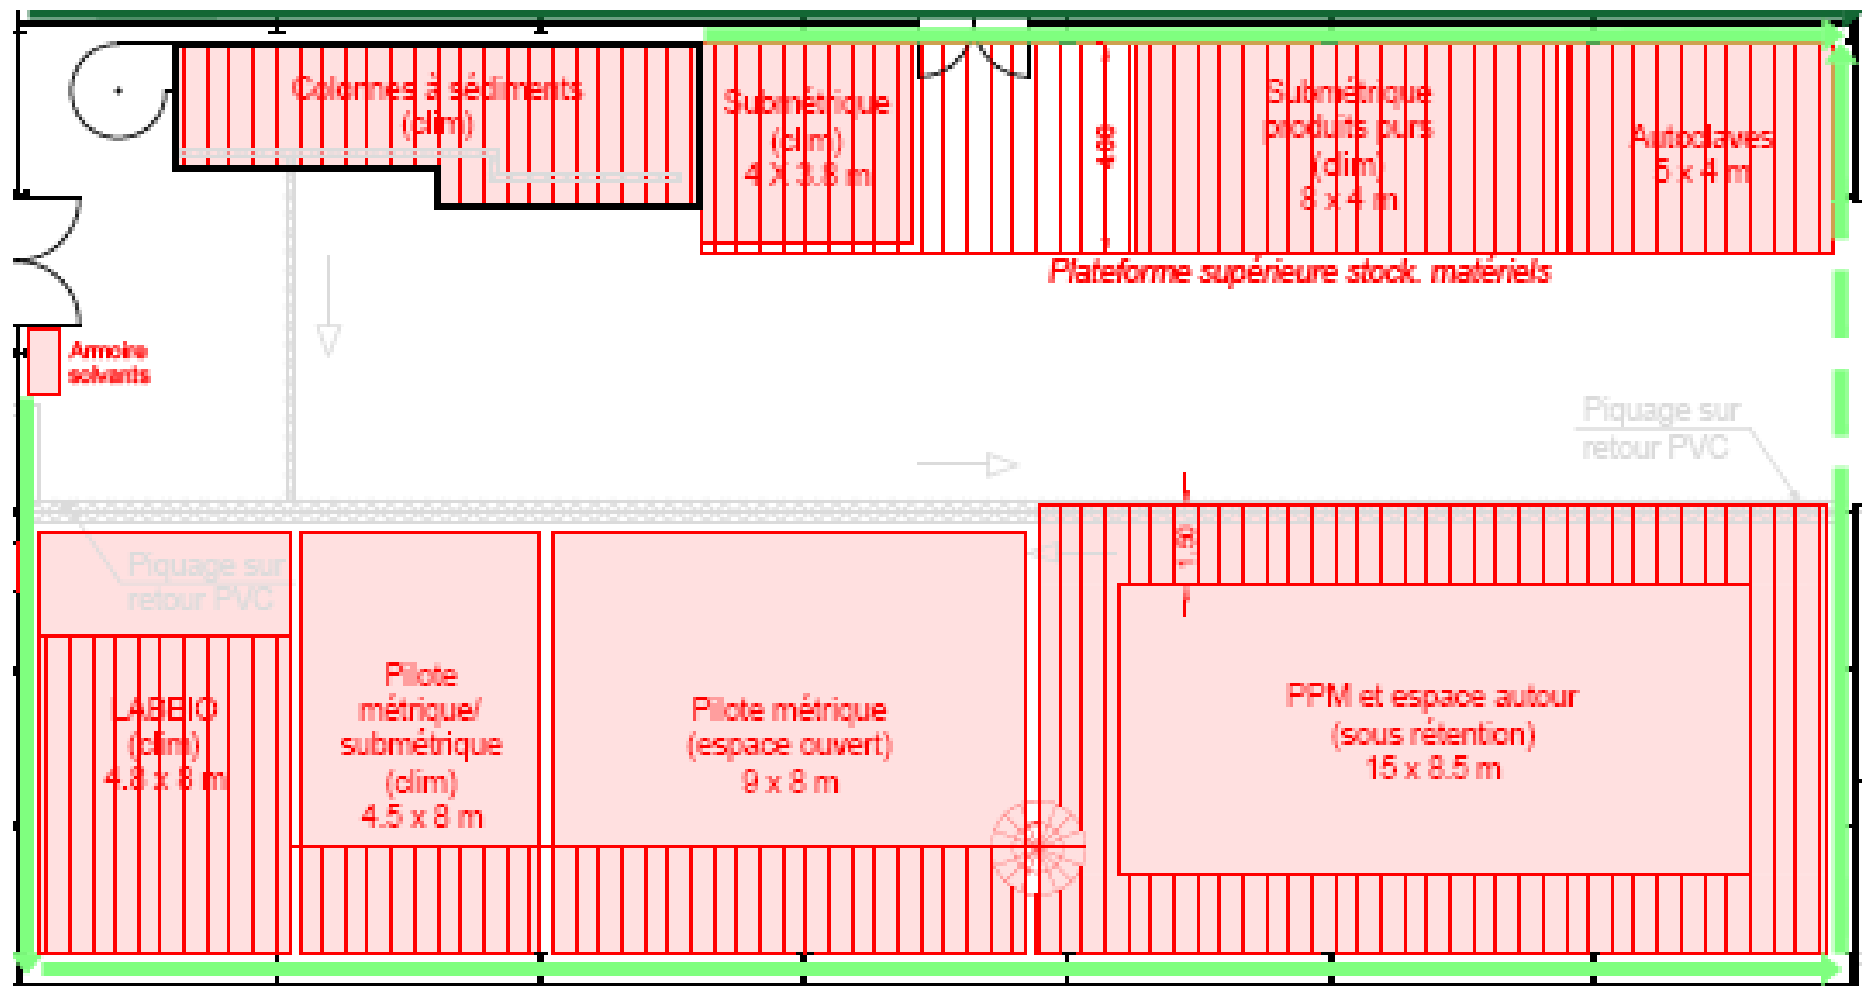 Colonnes à sédiments
(clim)
Submétrique
(clim)
4 X 3.8 m
Submétrique
produits purs
(clim)
8 x 4 m
Autoclaves
5 x 4 m
Plateforme supérieure stock. matériels
Armoire
solvants
Piquage sur
retour PVC
Piquage sur
retour PVC
LABBIO
(clim)
4.8 x 8 m
Pilote
métrique/
submétrique
(clim)
4.5 x 8 m
Pilote métrique
(espace ouvert)
9 x 8 m
1.50
PPM et espace autour
(sous rétention)
15 x 8.5 m